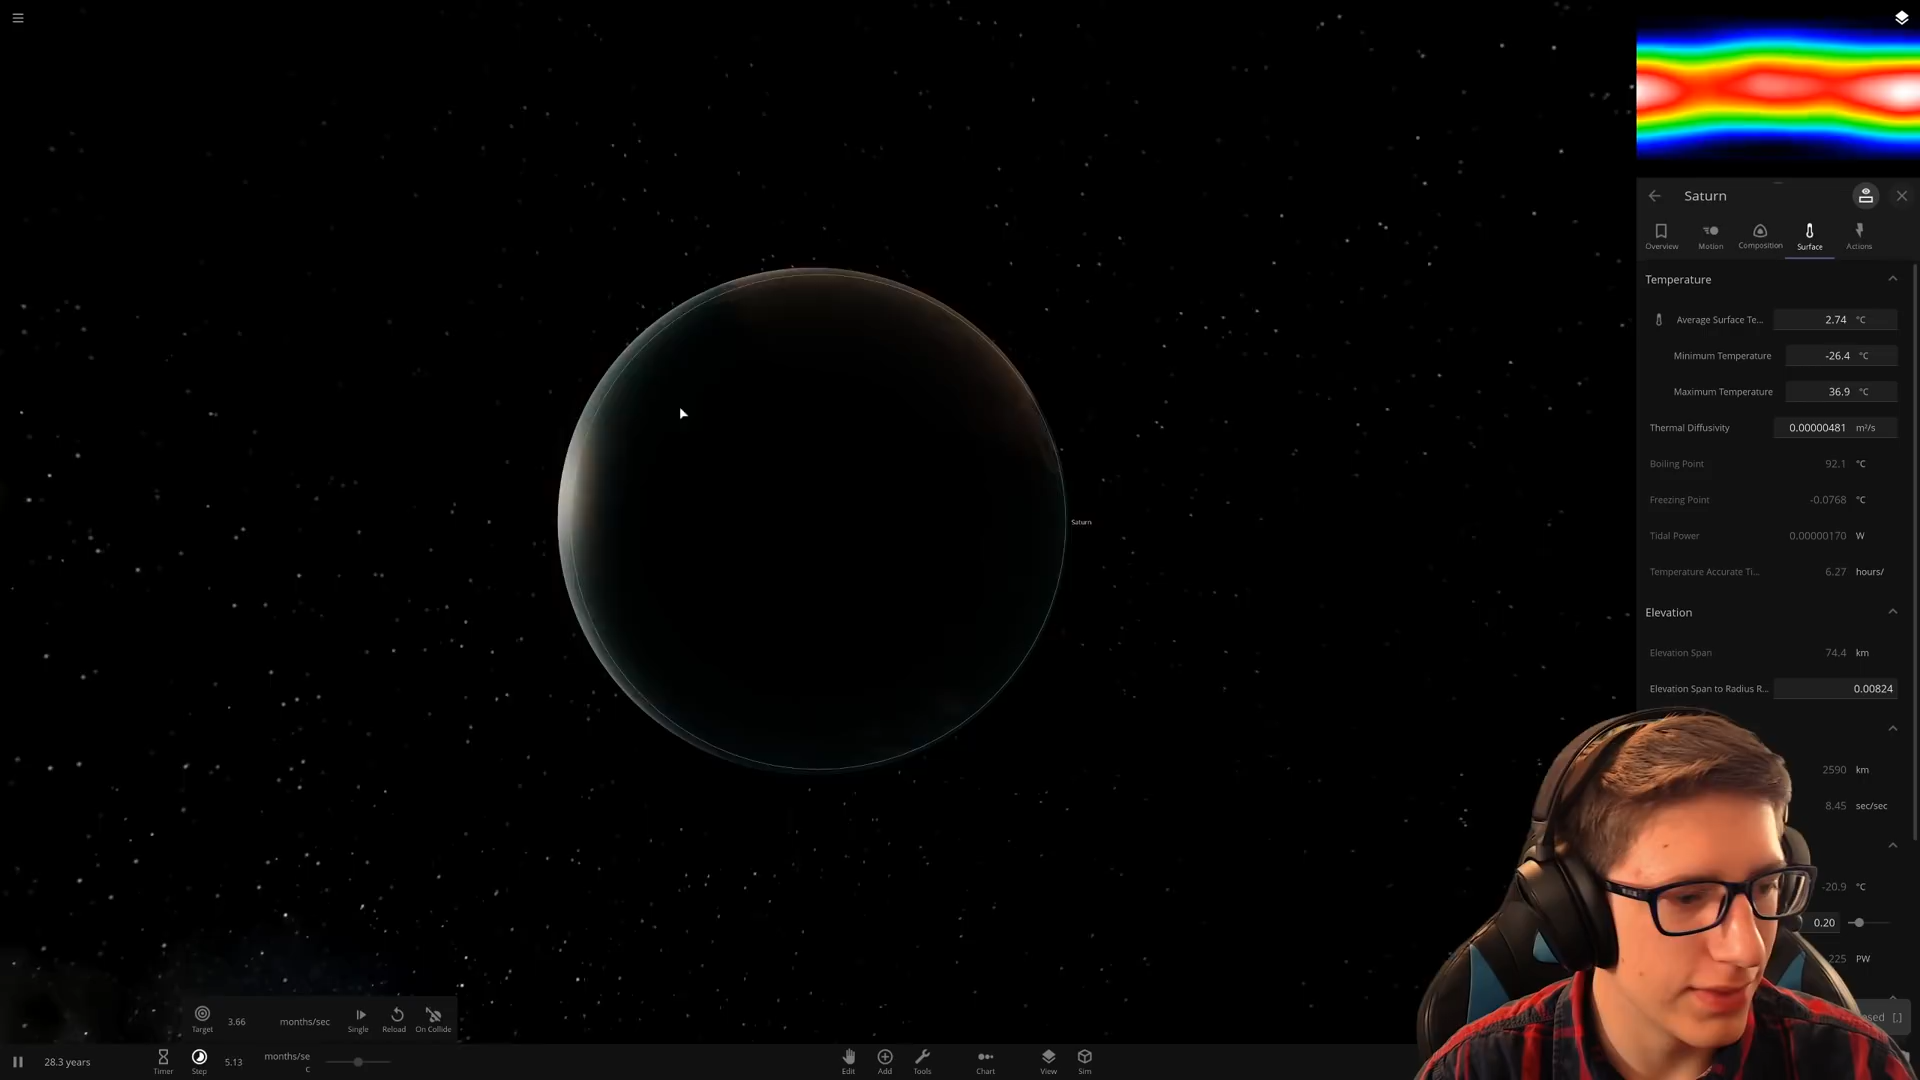 Saturn
Overview
Motion
Composition
Surface
Actions
Temperature
Average Surface Te... 2.74 °C
Minimum Temperature -26.4 °C
Maximum Temperature 36.9 °C
Thermal Diffusivity 0.00000481 m²/s
Boiling Point 92.1 °C
Freezing Point -0.0768 °C
Tidal Power 0.00000170 W
Temperature Accurate Ti... 6.27 hours/
Elevation
Elevation Span 74.4 km
Elevation Span to Radius R... 0.00824
2590 km
8.45 sec/sec
-20.9 °C
0.20
225 PW
[,]
Saturn
Target 3.66 months/sec Single Reload On Collide
28.3 years Timer Step 5.13 months/se
c
Edit Add Tools Chart View Sim